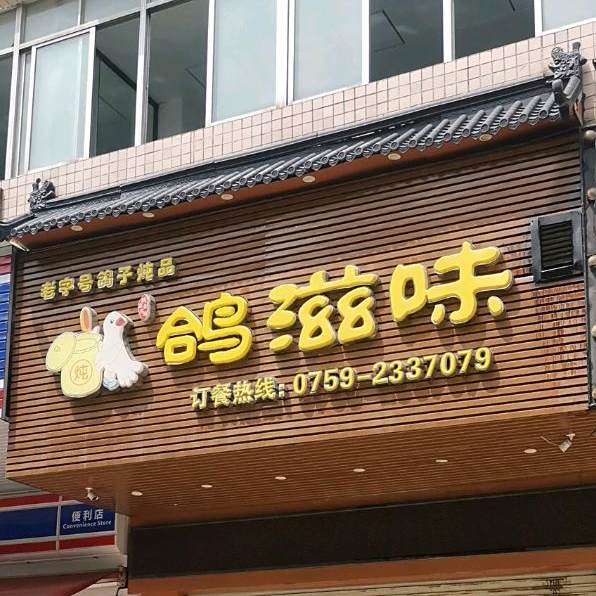 老字号鸽子炖品
鸽滋味
炖
订餐热线:0759-2337079
便利店
Convenience Store